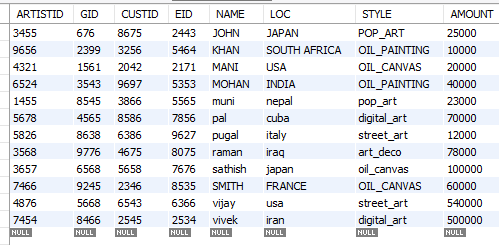 ARTISTID GID CUSTID EID NAME LOC STYLE AMOUNT
3455 676 8675 2443 JOHN JAPAN POP_ART 25000
9656 2399 3256 5464 KHAN SOUTH AFRICA OIL_PAINTING 10000
4321 1561 2042 2171 MANI USA OIL_CANVAS 20000
6524 3543 9697 5353 MOHAN INDIA OIL_PAINTING 40000
1455 8545 3866 5565 muni nepal pop_art 23000
5678 4565 8586 7856 pal cuba digital_art 70000
5826 8638 6386 9627 pugal italy street_art 12000
3568 9776 4675 8075 raman iraq art_deco 78000
3657 6568 5658 7676 sathish japan oil_canvas 100000
7466 9245 2346 8535 SMITH FRANCE OIL_CANVAS 60000
4876 5668 6543 6366 vijay usa street_art 540000
7454 8466 2545 2534 vivek iran digital_art 500000
NULL NULL NULL NULL NULL NULL NULL NULL